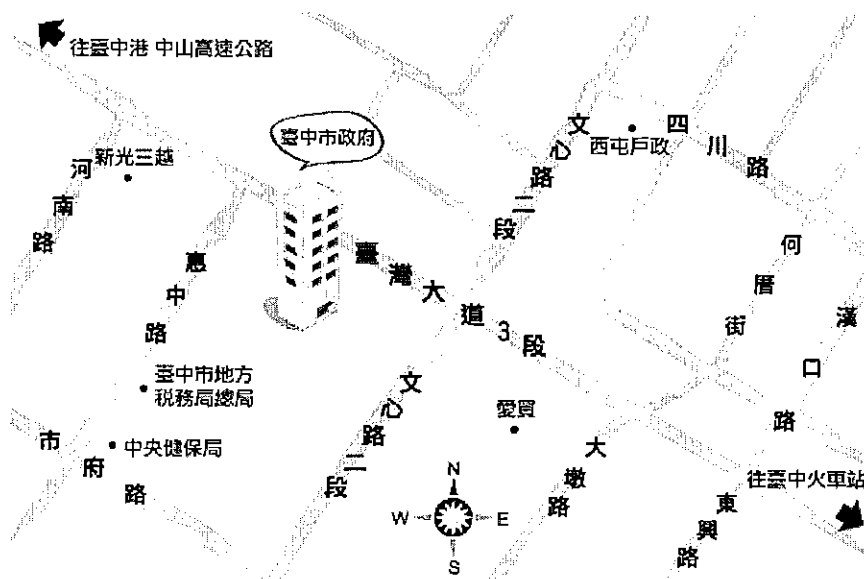 往臺中港 中山高速公路
臺中市政府
新光三越
河南路
惠中路
文心路二段
西屯戶政
四川路
臺灣大道3段
何厝街
漢口路
臺中市地方
稅務局總局
中央健保局
市府路
文心路二段
愛買
大墩路
東興路
往臺中火車站
N
W
E
S